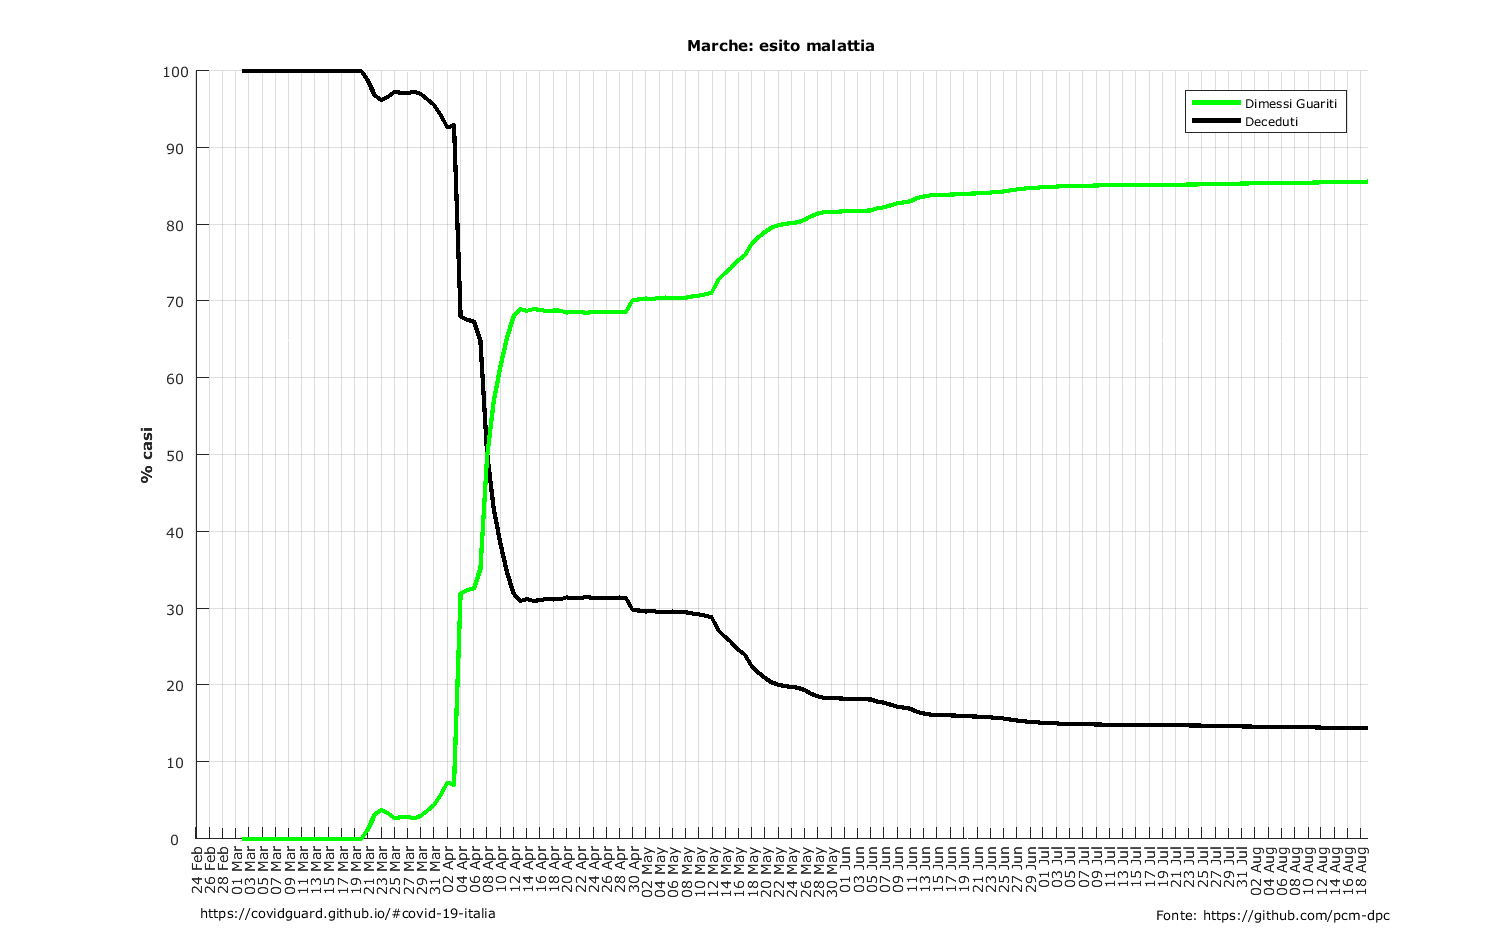 Marche: esito malattia
100
90
80
70
60
50
40
30
20
10
0
% casi
Dimessi Guariti
Deceduti
24 Feb
26 Feb
28 Feb
01 Mar
03 Mar
05 Mar
07 Mar
09 Mar
11 Mar
13 Mar
15 Mar
17 Mar
19 Mar
21 Mar
23 Mar
25 Mar
27 Mar
29 Mar
31 Mar
02 Apr
04 Apr
06 Apr
08 Apr
10 Apr
12 Apr
14 Apr
16 Apr
18 Apr
20 Apr
22 Apr
24 Apr
26 Apr
28 Apr
30 Apr
02 May
04 May
06 May
08 May
10 May
12 May
14 May
16 May
18 May
20 May
22 May
24 May
26 May
28 May
30 May
01 Jun
03 Jun
05 Jun
07 Jun
09 Jun
11 Jun
13 Jun
15 Jun
17 Jun
19 Jun
21 Jun
23 Jun
25 Jun
27 Jun
29 Jun
01 Jul
03 Jul
05 Jul
07 Jul
09 Jul
11 Jul
13 Jul
15 Jul
17 Jul
19 Jul
21 Jul
23 Jul
25 Jul
27 Jul
29 Jul
31 Jul
02 Aug
04 Aug
06 Aug
08 Aug
10 Aug
12 Aug
14 Aug
16 Aug
18 Aug
https://covidguard.github.io/#covid-19-italia
Fonte: https://github.com/pcm-dpc